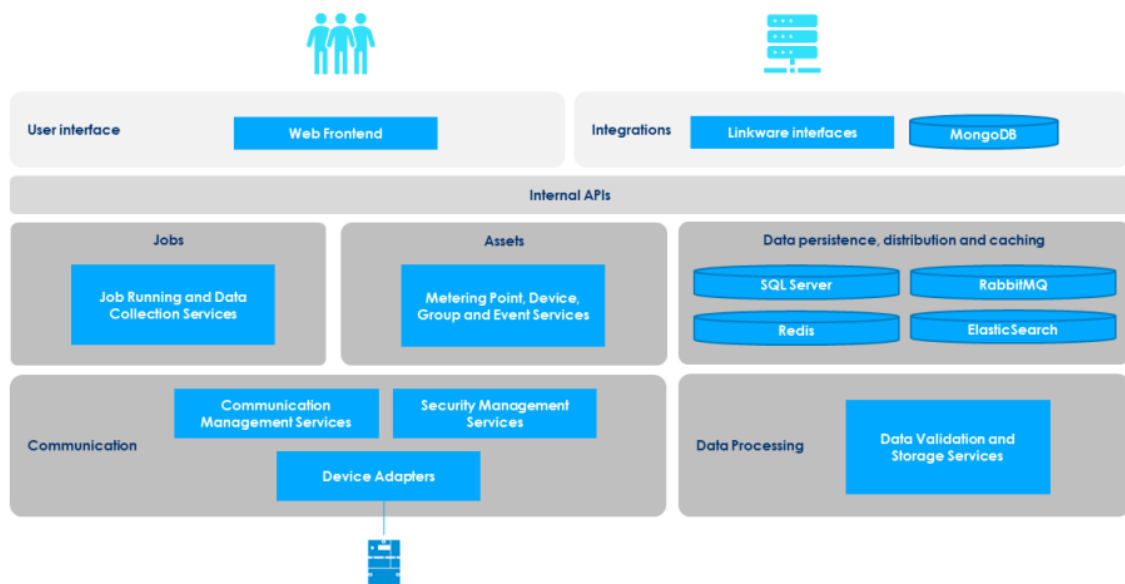 User interface
Web Frontend
Integrations
Linkware interfaces
MongoDB
Internal APIs
Jobs
Job Running and Data
Collection Services
Assets
Metering Point, Device,
Group and Event Services
Data persistence, distribution and caching
SQL Server
RabbitMQ
Redis
ElasticSearch
Communication
Communication
Management Services
Security Management
Services
Device Adapters
Data Processing
Data Validation and
Storage Services